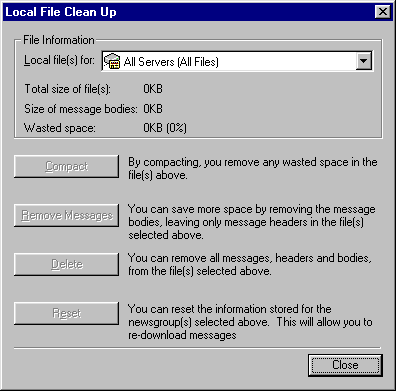 Local File Clean Up
File Information
Local file(s) for: All Servers (All Files)
Total size of file(s): 0KB
Size of message bodies: 0KB
Wasted space: 0KB (0%)
Compact
By compacting, you remove any wasted space in the
file(s) above.
Remove Messages
You can save more space by removing the message
bodies, leaving only message headers in the file(s)
selected above.
Delete
You can remove all messages, headers and bodies,
from the file(s) selected above.
Reset
You can reset the information stored for the
newsgroup(s) selected above.  This will allow you to
re-download messages
Close